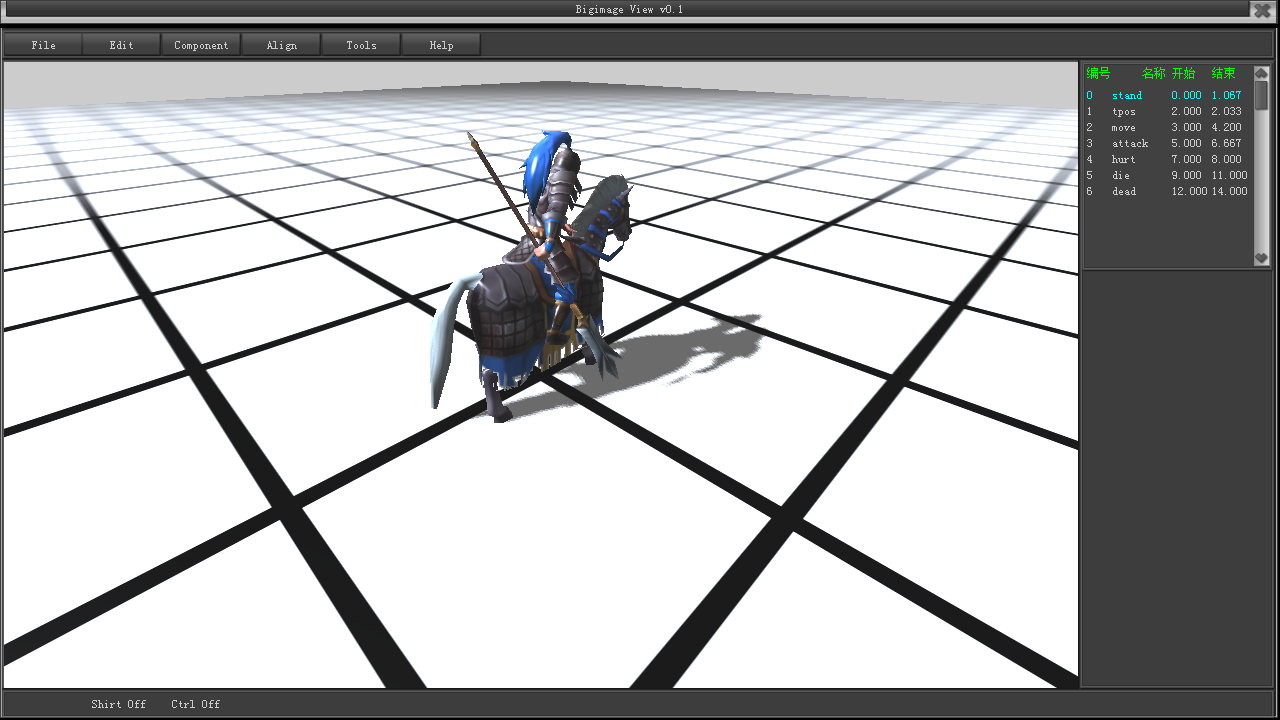 Bigimage View v0.1
File Edit Component Align Tools Help
编号 名称 开始 结束
0 stand 0.000 1.067
1 tpos 2.000 2.033
2 move 3.000 4.200
3 attack 5.000 6.667
4 hurt 7.000 8.000
5 die 9.000 11.000
6 dead 12.000 14.000
Shirt Off Ctrl Off